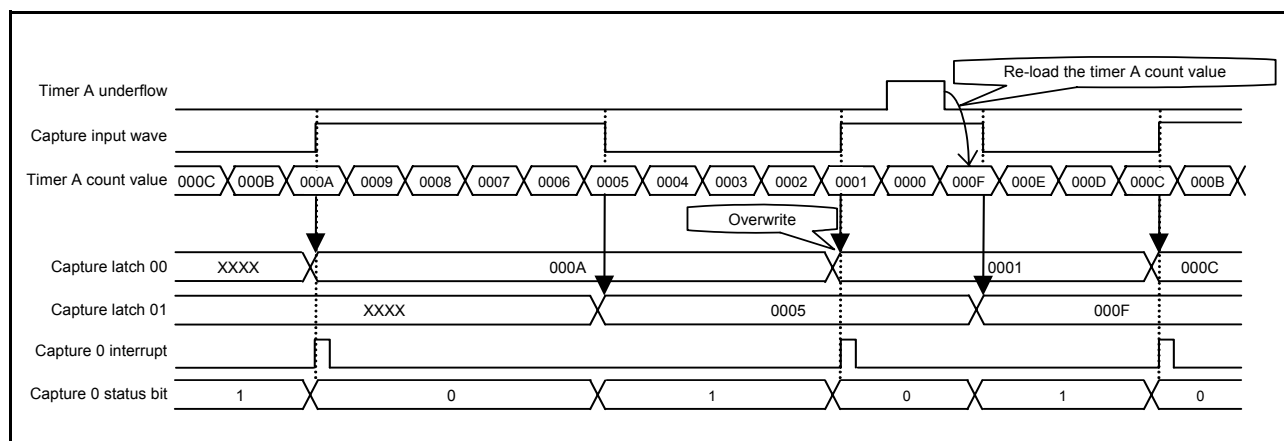 Re-load the timer A count value
Timer A underflow
Capture input wave
Timer A count value 000C 000B 000A 0009 0008 0007 0006 0005 0004 0003 0002 0001 0000 000F 000E 000D 000C 000B
Overwrite
Capture latch 00 XXXX 000A 0001 000C
Capture latch 01 XXXX 0005 000F
Capture 0 interrupt
Capture 0 status bit 1 0 1 0 1 0